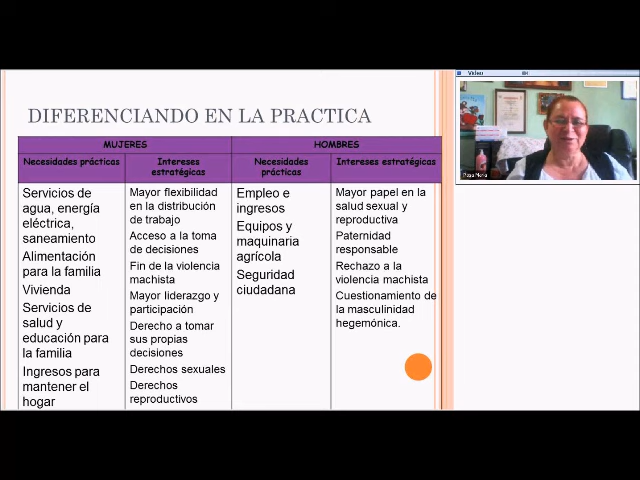 DIFERENCIANDO EN LA PRACTICA
MUJERES
HOMBRES
Necesidades prácticas
Intereses
estratégicas
Necesidades
prácticas
Intereses estratégicas
Servicios de
agua, energía
eléctrica,
saneamiento
Alimentación
para la familia
Vivienda
Servicios de
salud y
educación para
la familia
Ingresos para
mantener el
hogar
Mayor flexibilidad
en la distribución
de trabajo
Acceso a la toma
de decisiones
Fin de la violencia
machista
Mayor liderazgo y
participación
Derecho a tomar
sus propias
decisiones
Derechos sexuales
Derechos
reproductivos
Empleo e
ingresos
Equipos y
maquinaria
agrícola
Seguridad
ciudadana
Mayor papel en la
salud sexual y
reproductiva
Paternidad
responsable
Rechazo a la
violencia machista
Cuestionamiento de
la masculinidad
hegemónica.
Video